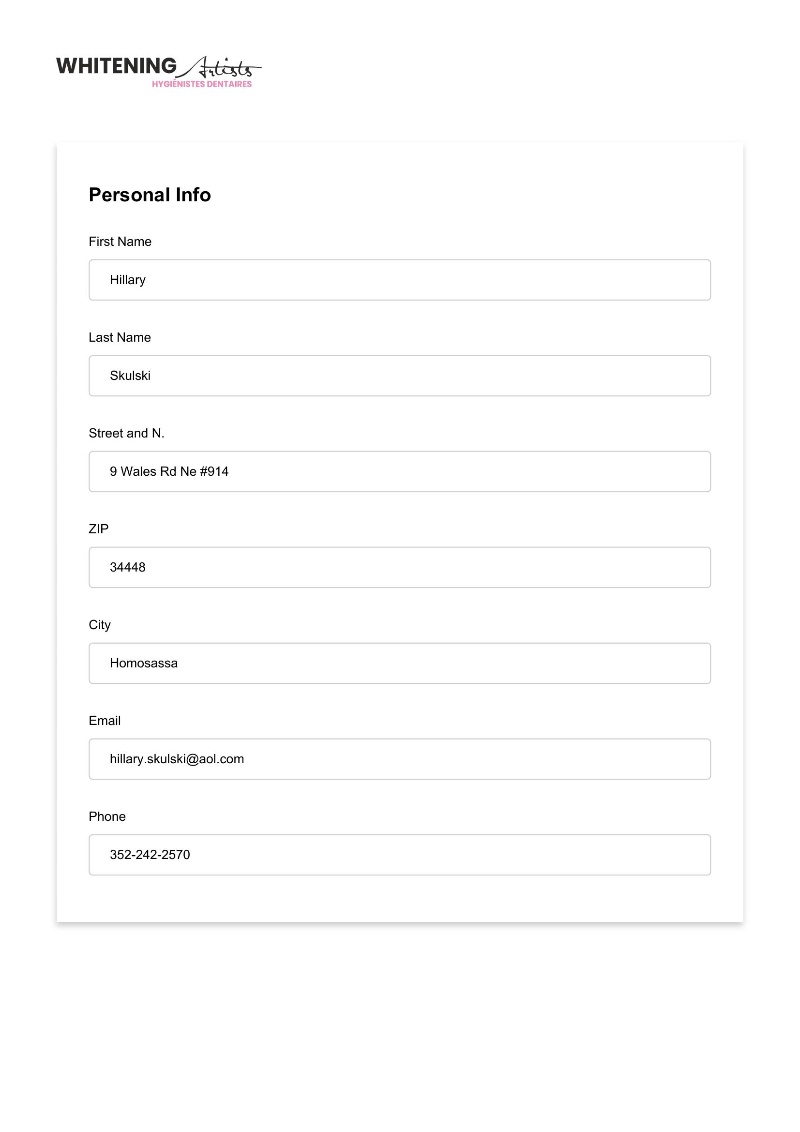 WHITENING Artists
HYGIÉNISTES DENTAIRES
Personal Info
First Name
Hillary
Last Name
Skulski
Street and N.
9 Wales Rd Ne #914
ZIP
34448
City
Homosassa
Email
hillary.skulski@aol.com
Phone
352-242-2570